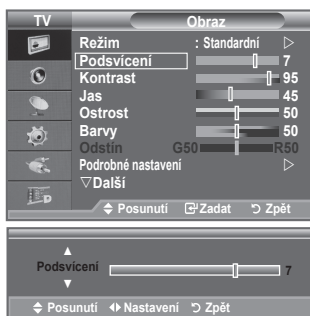 TV Obraz
Režim : Standardní
Podsvícení 7
Kontrast 95
Jas 45
Ostrost 50
Barvy 50
Odstín G50 R50
Podrobné nastavení
▽Další
Posunutí Zadat Zpět
Podsvícení 7
Posunutí Nastavení Zpět